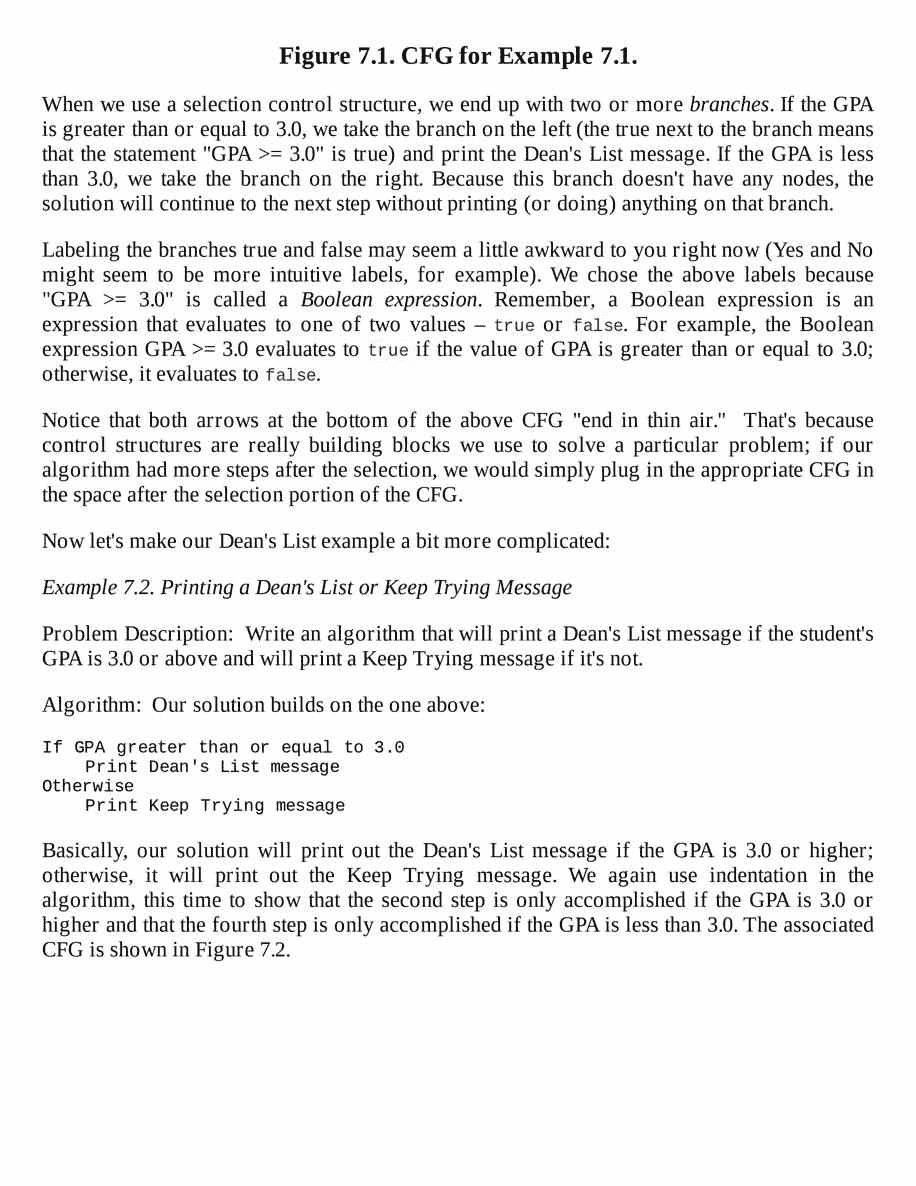 Figure 7.1. CFG for Example 7.1.
When we use a selection control structure, we end up with two or more branches. If the GPA
is greater than or equal to 3.0, we take the branch on the left (the true next to the branch means
that the statement "GPA >= 3.0" is true) and print the Dean's List message. If the GPA is less
than 3.0, we take the branch on the right. Because this branch doesn't have any nodes, the
solution will continue to the next step without printing (or doing) anything on that branch.
Labeling the branches true and false may seem a little awkward to you right now (Yes and No
might seem to be more intuitive labels, for example). We chose the above labels because
"GPA >= 3.0" is called a Boolean expression. Remember, a Boolean expression is an
expression that evaluates to one of two values – true or false. For example, the Boolean
expression GPA >= 3.0 evaluates to true if the value of GPA is greater than or equal to 3.0;
otherwise, it evaluates to false.
Notice that both arrows at the bottom of the above CFG "end in thin air."  That's because
control structures are really building blocks we use to solve a particular problem; if our
algorithm had more steps after the selection, we would simply plug in the appropriate CFG in
the space after the selection portion of the CFG.
Now let's make our Dean's List example a bit more complicated:
Example 7.2. Printing a Dean's List or Keep Trying Message
Problem Description:  Write an algorithm that will print a Dean's List message if the student's
GPA is 3.0 or above and will print a Keep Trying message if it's not.
Algorithm:  Our solution builds on the one above:
If GPA greater than or equal to 3.0
    Print Dean's List message
Otherwise
    Print Keep Trying message
Basically, our solution will print out the Dean's List message if the GPA is 3.0 or higher;
otherwise, it will print out the Keep Trying message. We again use indentation in the
algorithm, this time to show that the second step is only accomplished if the GPA is 3.0 or
higher and that the fourth step is only accomplished if the GPA is less than 3.0. The associated
CFG is shown in Figure 7.2.